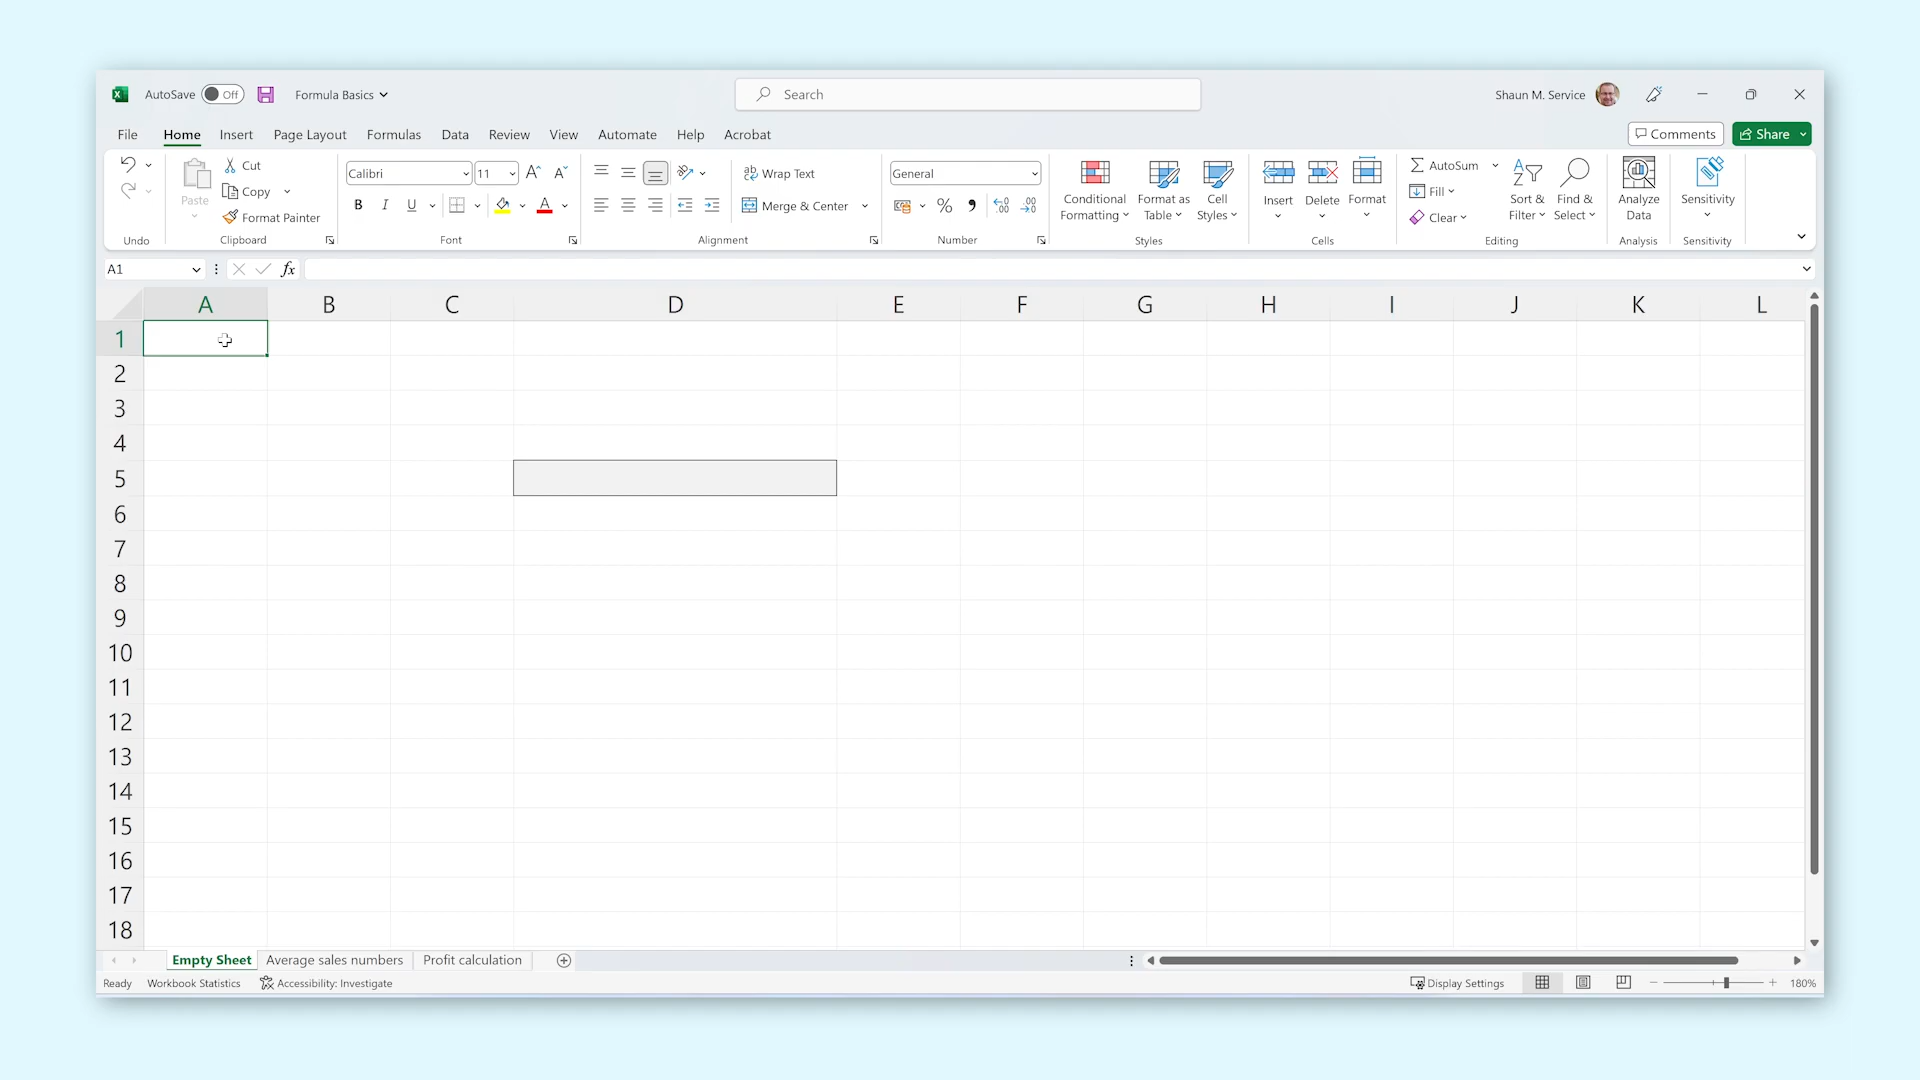 AutoSave Off Formula Basics Search Shaun M. Service
File Home Insert Page Layout Formulas Data Review View Automate Help Acrobat Comments Share
Paste Cut Copy Format Painter
Clipboard
Undo
Calibri 11
B I U A
Font
Wrap Text
Merge & Center
Alignment
General
%
Number
Conditional Formatting
Format as Table
Cell Styles
Styles
Insert Delete Format
Cells
AutoSum
Fill
Clear
Sort & Filter
Find & Select
Editing
Analyze Data
Analysis
Sensitivity
Sensitivity
A1 fx
A B C D E F G H I J K L
1
2
3
4
5
6
7
8
9
10
11
12
13
14
15
16
17
18
Empty Sheet Average sales numbers Profit calculation
Ready Workbook Statistics Accessibility: Investigate Display Settings 180%